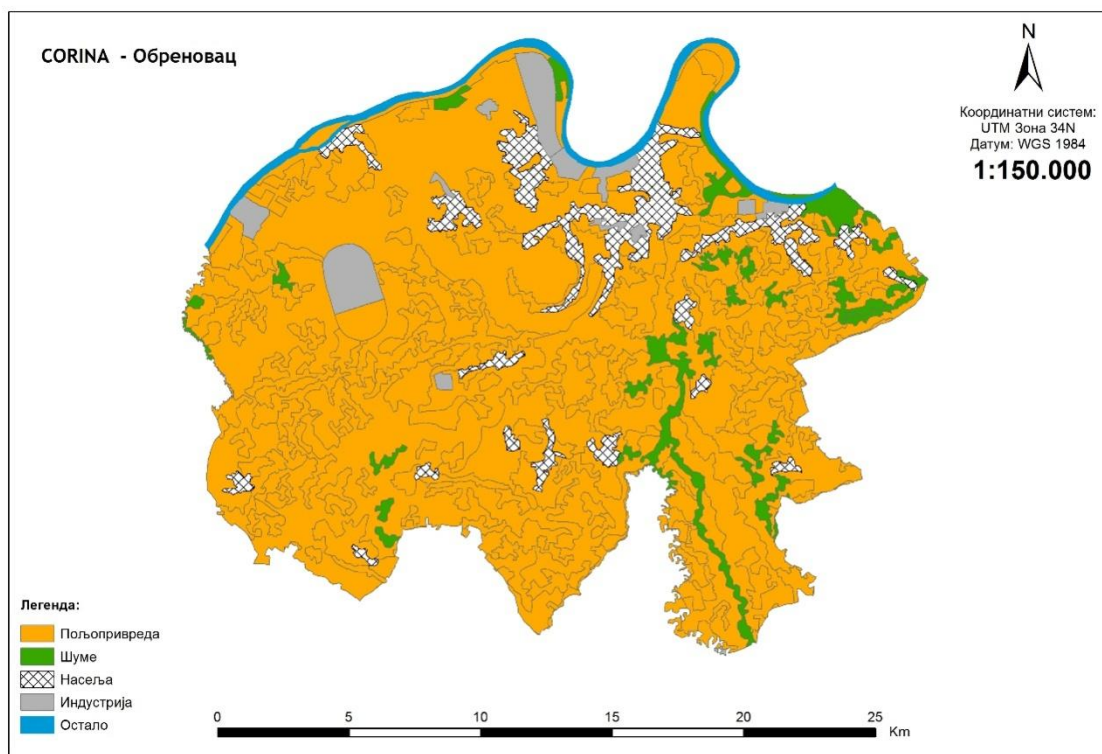 CORINA - Обреновац
N
Координатни систем:
UTM Зона 34N
Датум: WGS 1984
1:150.000
Легенда:
Пољопривреда
Шуме
Насеља
Индустрија
Остало
0 5 10 15 20 25
Km